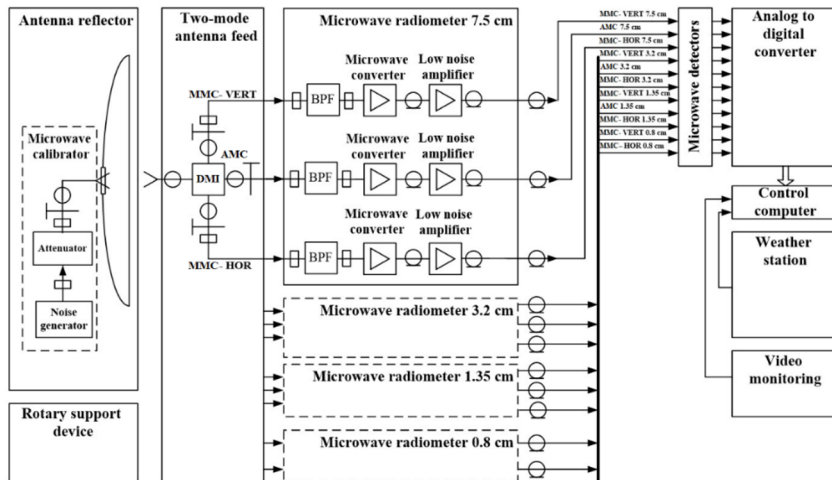 Antenna reflector
Microwave
calibrator
Attenuator
Noise
generator
Rotary support
device
Two-mode
antenna feed
MMC- VERT
AMC
DMI
MMC- HOR
Microwave radiometer 7.5 cm
Microwave
converter
Low noise
amplifier
BPF
Microwave
converter
Low noise
amplifier
BPF
Microwave
converter
Low noise
amplifier
BPF
Microwave radiometer 3.2 cm
Microwave radiometer 1.35 cm
Microwave radiometer 0.8 cm
MMC- VERT 7.5 cm
AMC 7.5 cm
MMC- HOR 7.5 cm
MMC- VERT 3.2 cm
AMC 3.2 cm
MMC- HOR 3.2 cm
MMC- VERT 1.35 cm
AMC 1.35 cm
MMC- HOR 1.35 cm
MMC- VERT 0.8 cm
MMC- HOR 0.8 cm
Microwave detectors
Analog to
digital
converter
Control
computer
Weather
station
Video
monitoring